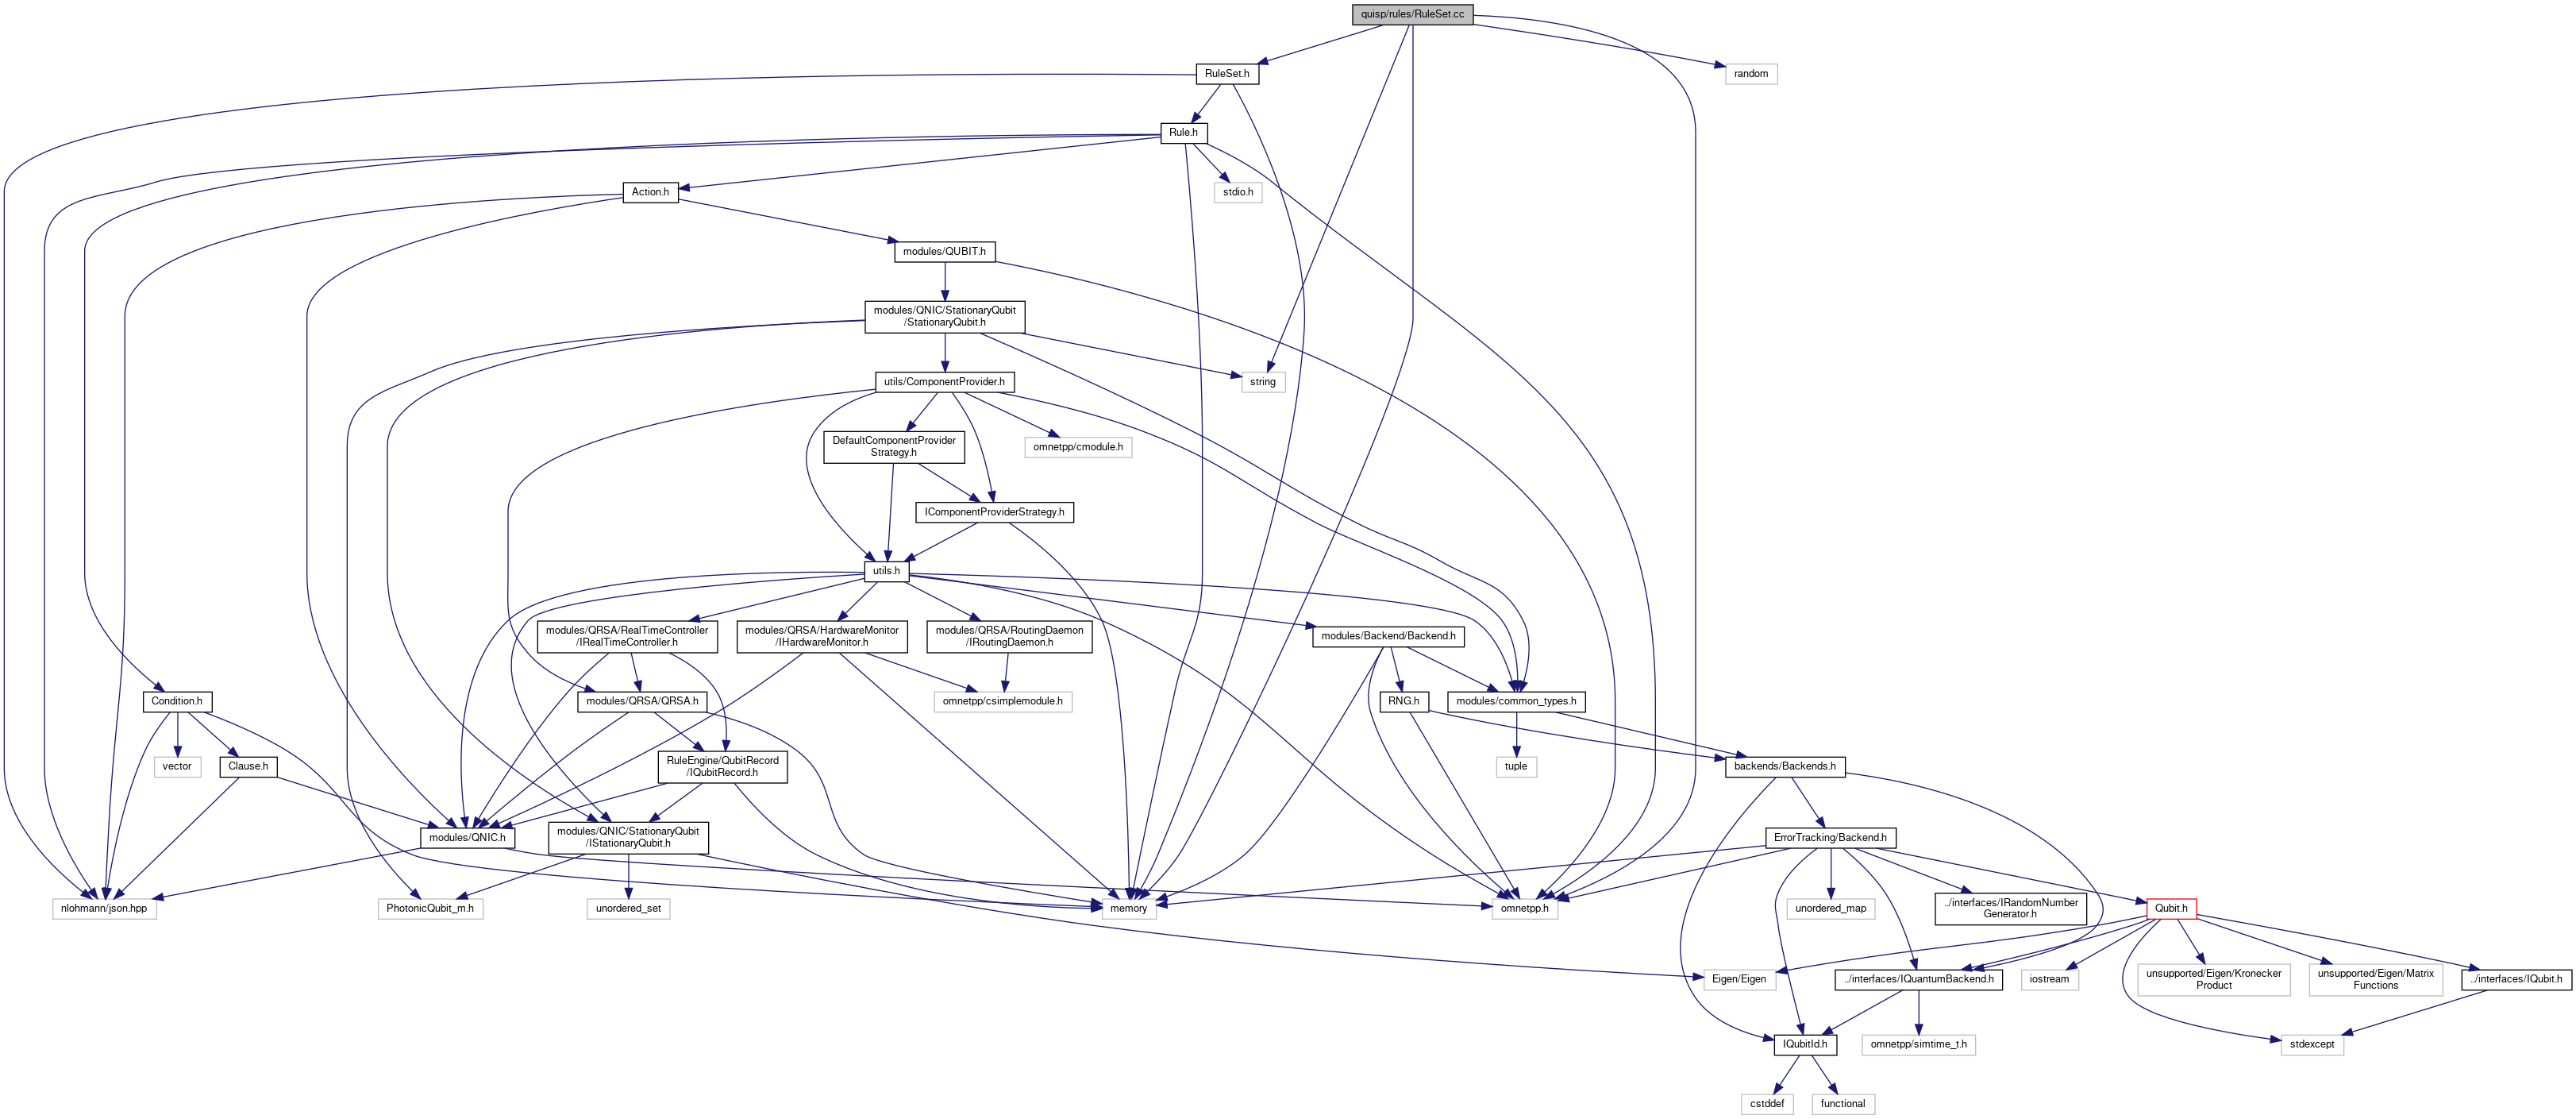 quisp/rules/RuleSet.cc
RuleSet.h
random
Rule.h
Action.h
stdio.h
modules/QUBIT.h
modules/QNIC/StationaryQubit
/StationaryQubit.h
utils/ComponentProvider.h
string
DefaultComponentProvider
Strategy.h
omnetpp/cmodule.h
IComponentProviderStrategy.h
utils.h
modules/QRSA/RealTimeController
/IRealTimeController.h
modules/QRSA/HardwareMonitor
/IHardwareMonitor.h
modules/QRSA/RoutingDaemon
/IRoutingDaemon.h
modules/Backend/Backend.h
Condition.h
modules/QRSA/QRSA.h
omnetpp/csimplemodule.h
RNG.h
modules/common_types.h
vector
Clause.h
RuleEngine/QubitRecord
/IQubitRecord.h
tuple
backends/Backends.h
modules/QNIC.h
modules/QNIC/StationaryQubit
/IStationaryQubit.h
ErrorTracking/Backend.h
nlohmann/json.hpp
PhotonicQubit_m.h
unordered_set
memory
omnetpp.h
unordered_map
../interfaces/IRandomNumber
Generator.h
Qubit.h
Eigen/Eigen
../interfaces/IQuantumBackend.h
iostream
unsupported/Eigen/Kronecker
Product
unsupported/Eigen/Matrix
Functions
../interfaces/IQubit.h
IQubitId.h
omnetpp/simtime_t.h
stdexcept
cstddef
functional